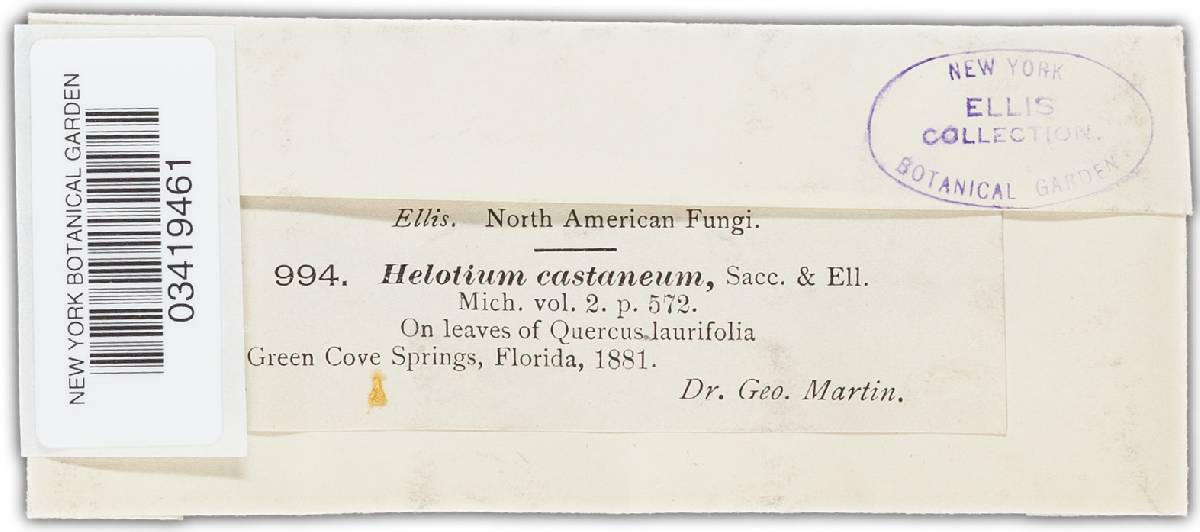 NEW YORK BOTANICAL GARDEN
03419461
NEW YORK
ELLIS
COLLECTION.
BOTANICAL GARDEN
Ellis. North American Fungi.
994. Helotium castaneum, Sacc. & Ell.
Mich. vol. 2. p. 572.
On leaves of Quercus laurifolia
Green Cove Springs, Florida, 1881.
Dr. Geo. Martin.